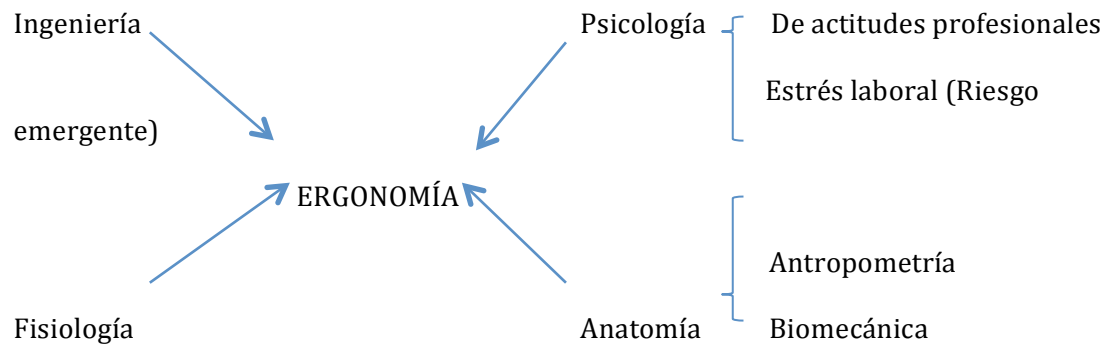 Ingeniería Psicología De actitudes profesionales
Estrés laboral (Riesgo
emergente)
ERGONOMÍA
Antropometría
Fisiología Anatomía Biomecánica